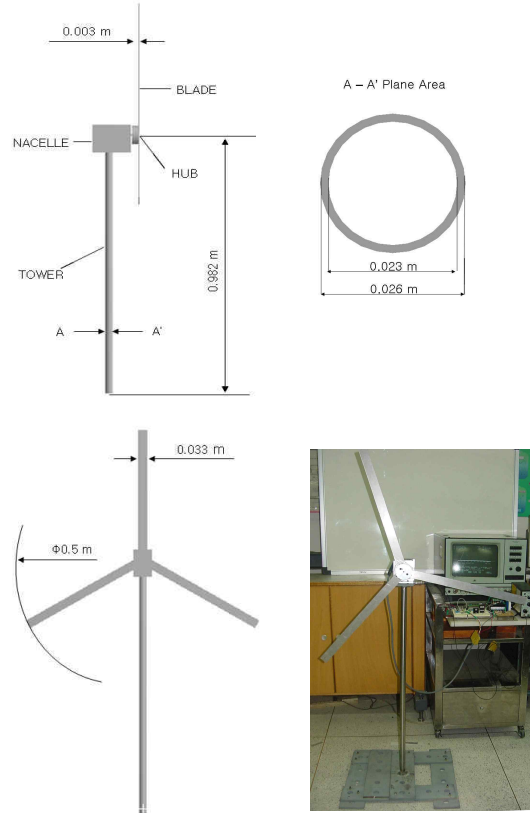 0.003 m
BLADE
NACELLE
HUB
TOWER
0.982 m
A
A'
A – A' Plane Area
0.023 m
0.026 m
0.033 m
Φ0.5 m